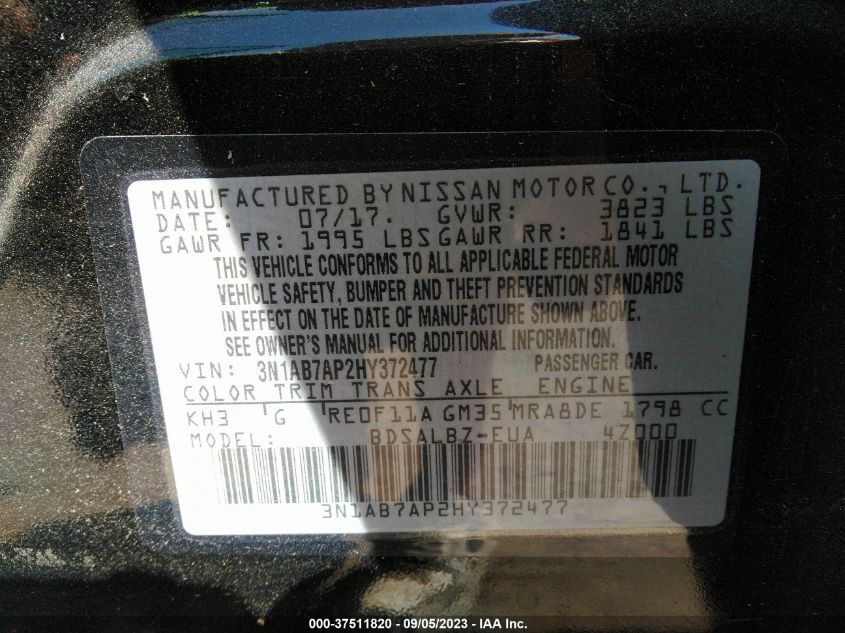 MANUFACTURED BY NISSAN MOTOR CO., LTD.
DATE: 07/17. GVWR: 3823 LBS
GAWR FR: 1995 LBS GAWR RR: 1841 LBS
THIS VEHICLE CONFORMS TO ALL APPLICABLE FEDERAL MOTOR
VEHICLE SAFETY, BUMPER AND THEFT PREVENTION STANDARDS
IN EFFECT ON THE DATE OF MANUFACTURE SHOWN ABOVE.
SEE OWNER'S MANUAL FOR ADDITIONAL INFORMATION.
VIN: 3N1AB7AP2HY372477 PASSENGER CAR.
COLOR TRIM TRANS AXLE ENGINE
KH3 'G 'RE0F11A GM35'MRA8DE 1798 CC
MODEL: BDSALBZ-EUA 4Z000
3N1AB7AP2HY372477
000-37511820 - 09/05/2023 - IAA Inc.